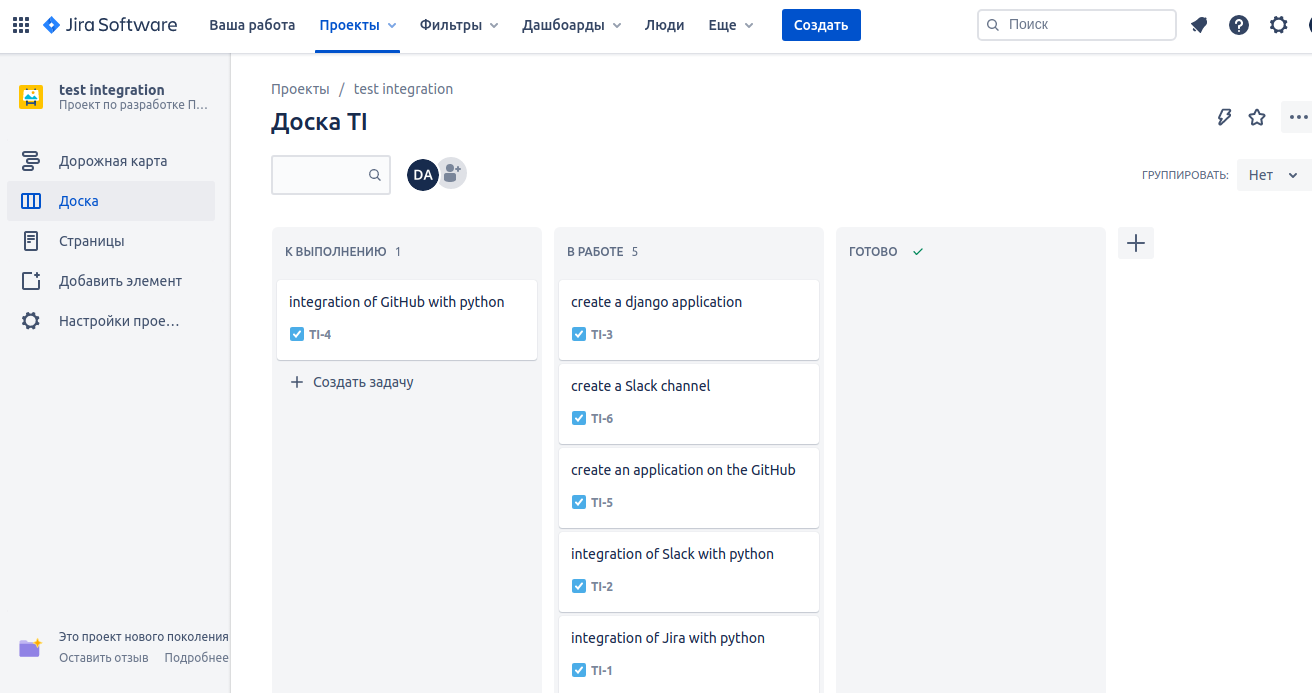 Jira Software
Ваша работа
Проекты
Фильтры
Дашборды
Люди
Еще
Создать
Поиск
test integration
Проект по разработке П...
Дорожная карта
Доска
Страницы
Добавить элемент
Настройки прое...
Это проект нового поколения
Оставить отзыв
Подробнее
Проекты / test integration
Доска TI
DA
ГРУППИРОВАТЬ:
Нет
К ВЫПОЛНЕНИЮ 1
integration of GitHub with python
TI-4
Создать задачу
В РАБОТЕ 5
create a django application
TI-3
create a Slack channel
TI-6
create an application on the GitHub
TI-5
integration of Slack with python
TI-2
integration of Jira with python
TI-1
ГОТОВО